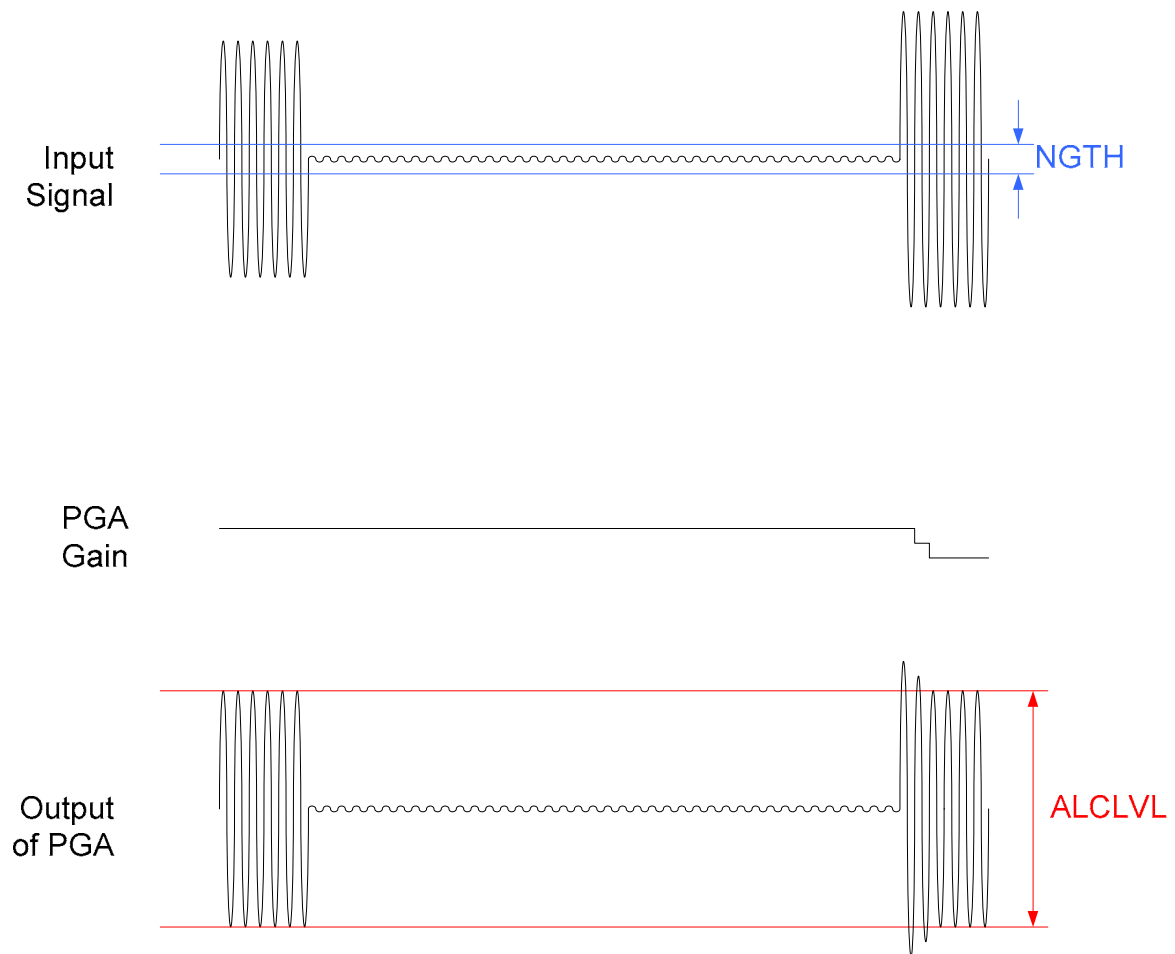 Input
Signal
NGTH
PGA
Gain
Output
of PGA
ALCLVL